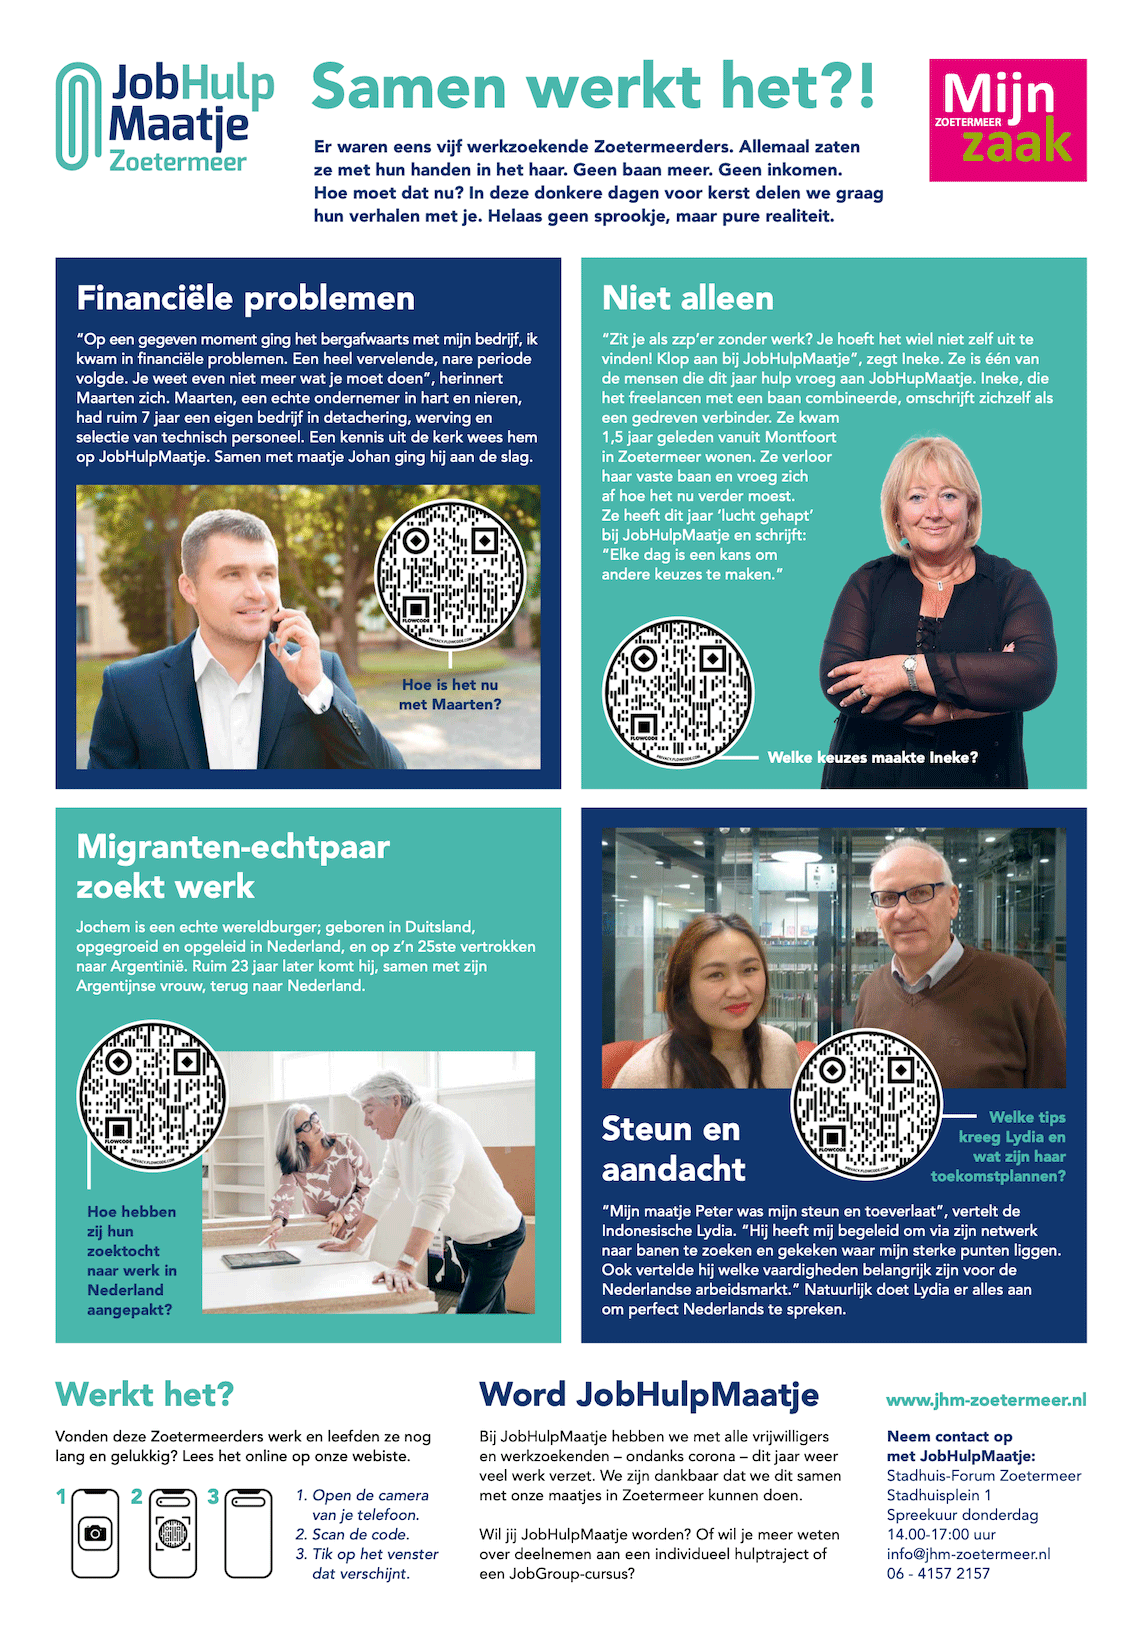 JobHulp
Maatje
Zoetermeer
Samen werkt het?!
Mijn
ZOETERMEER
zaak
Er waren eens vijf werkzoekende Zoetermeerders. Allemaal zaten
ze met hun handen in het haar. Geen baan meer. Geen inkomen.
Hoe moet dat nu? In deze donkere dagen voor kerst delen we graag
hun verhalen met je. Helaas geen sprookje, maar pure realiteit.
Financiële problemen
“Op een gegeven moment ging het bergafwaarts met mijn bedrijf, ik
kwam in financiële problemen. Een heel vervelende, nare periode
volgde. Je weet even niet meer wat je moet doen”, herinnert
Maarten zich. Maarten, een echte ondernemer in hart en nieren,
had ruim 7 jaar een eigen bedrijf in detachering, werving en
selectie van technisch personeel. Een kennis uit de kerk wees hem
op JobHulpMaatje. Samen met maatje Johan ging hij aan de slag.
FLOWCODE
PRIVACY.FLOWCODE.COM
Hoe is het nu
met Maarten?
Niet alleen
“Zit je als zzp’er zonder werk? Je hoeft het wiel niet zelf uit te
vinden! Klop aan bij JobHulpMaatje”, zegt Ineke. Ze is één van
de mensen die dit jaar hulp vroeg aan JobHupMaatje. Ineke, die
het freelancen met een baan combineerde, omschrijft zichzelf als
een gedreven verbinder. Ze kwam
1,5 jaar geleden vanuit Montfoort
in Zoetermeer wonen. Ze verloor
haar vaste baan en vroeg zich
af hoe het nu verder moest.
Ze heeft dit jaar ‘lucht gehapt’
bij JobHulpMaatje en schrijft:
“Elke dag is een kans om
andere keuzes te maken.”
FLOWCODE
PRIVACY.FLOWCODE.COM
Welke keuzes maakte Ineke?
Migranten-echtpaar
zoekt werk
Jochem is een echte wereldburger; geboren in Duitsland,
opgegroeid en opgeleid in Nederland, en op z’n 25ste vertrokken
naar Argentinië. Ruim 23 jaar later komt hij, samen met zijn
Argentijnse vrouw, terug naar Nederland.
FLOWCODE
PRIVACY.FLOWCODE.COM
Hoe hebben
zij hun
zoektocht
naar werk in
Nederland
aangepakt?
FLOWCODE
PRIVACY.FLOWCODE.COM
Welke tips
kreeg Lydia en
wat zijn haar
toekomstplannen?
Steun en
aandacht
“Mijn maatje Peter was mijn steun en toeverlaat”, vertelt de
Indonesische Lydia. “Hij heeft mij begeleid om via zijn netwerk
naar banen te zoeken en gekeken waar mijn sterke punten liggen.
Ook vertelde hij welke vaardigheden belangrijk zijn voor de
Nederlandse arbeidsmarkt.” Natuurlijk doet Lydia er alles aan
om perfect Nederlands te spreken.
Werkt het?
Vonden deze Zoetermeerders werk en leefden ze nog
lang en gelukkig? Lees het online op onze webiste.
1 2 3
1. Open de camera
van je telefoon.
2. Scan de code.
3. Tik op het venster
dat verschijnt.
Word JobHulpMaatje
Bij JobHulpMaatje hebben we met alle vrijwilligers
en werkzoekenden – ondanks corona – dit jaar weer
veel werk verzet. We zijn dankbaar dat we dit samen
met onze maatjes in Zoetermeer kunnen doen.
Wil jij JobHulpMaatje worden? Of wil je meer weten
over deelnemen aan een individueel hulptraject of
een JobGroup-cursus?
www.jhm-zoetermeer.nl
Neem contact op
met JobHulpMaatje:
Stadhuis-Forum Zoetermeer
Stadhuisplein 1
Spreekuur donderdag
14.00-17:00 uur
info@jhm-zoetermeer.nl
06 - 4157 2157